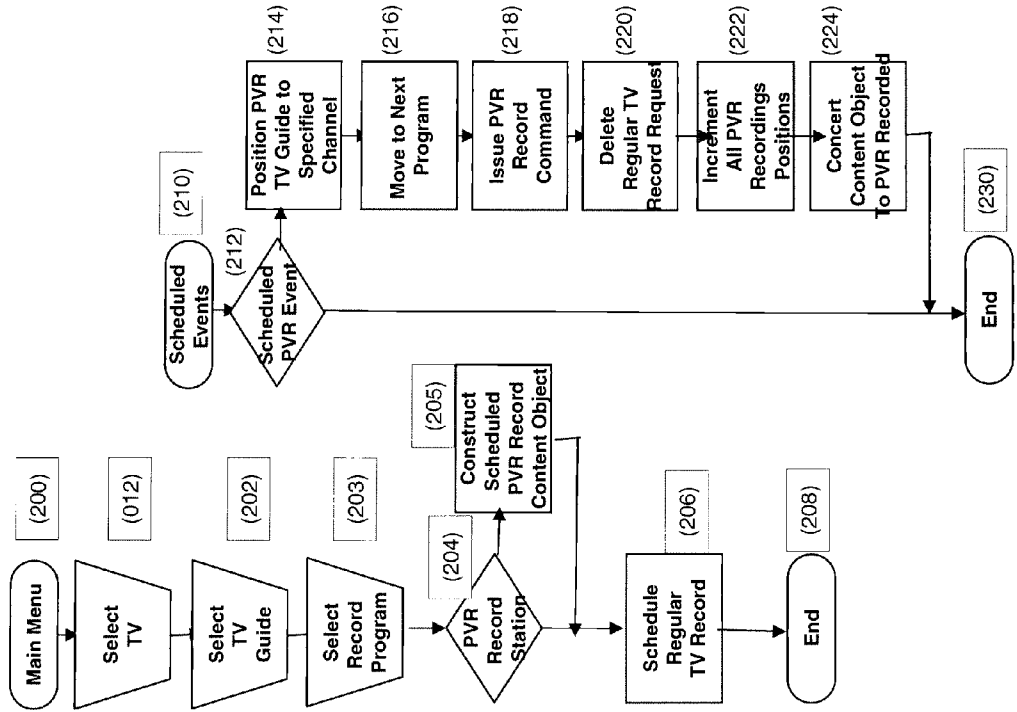 Main Menu
(200)
Select
TV
(012)
Select
TV
Guide
(202)
Select
Record
Program
(203)
PVR
Record
Station
(204)
Construct
Scheduled
PVR Record
Content Object
(205)
Schedule
Regular
TV Record
(206)
End
(208)
Scheduled
Events
(210)
Scheduled
PVR Event
(212)
Position PVR
TV Guide to
Specified
Channel
(214)
Move to Next
Program
(216)
Issue PVR
Record
Command
(218)
Delete
Regular TV
Record Request
(220)
Increment
All PVR
Recordings
Positions
(222)
Concert
Content Object
To PVR Recorded
(224)
End
(230)